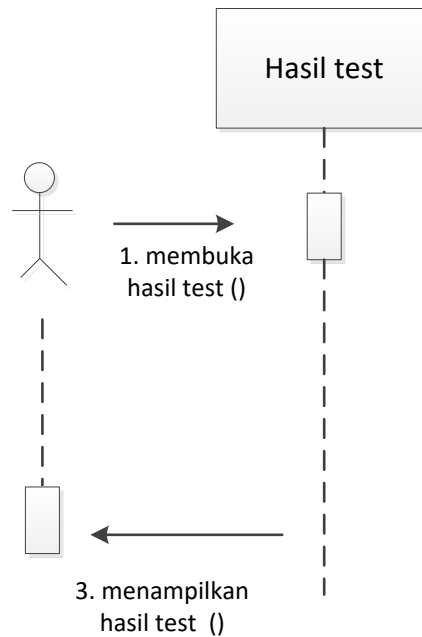 Hasil test
1. membuka
hasil test ()
3. menampilkan
hasil test  ()